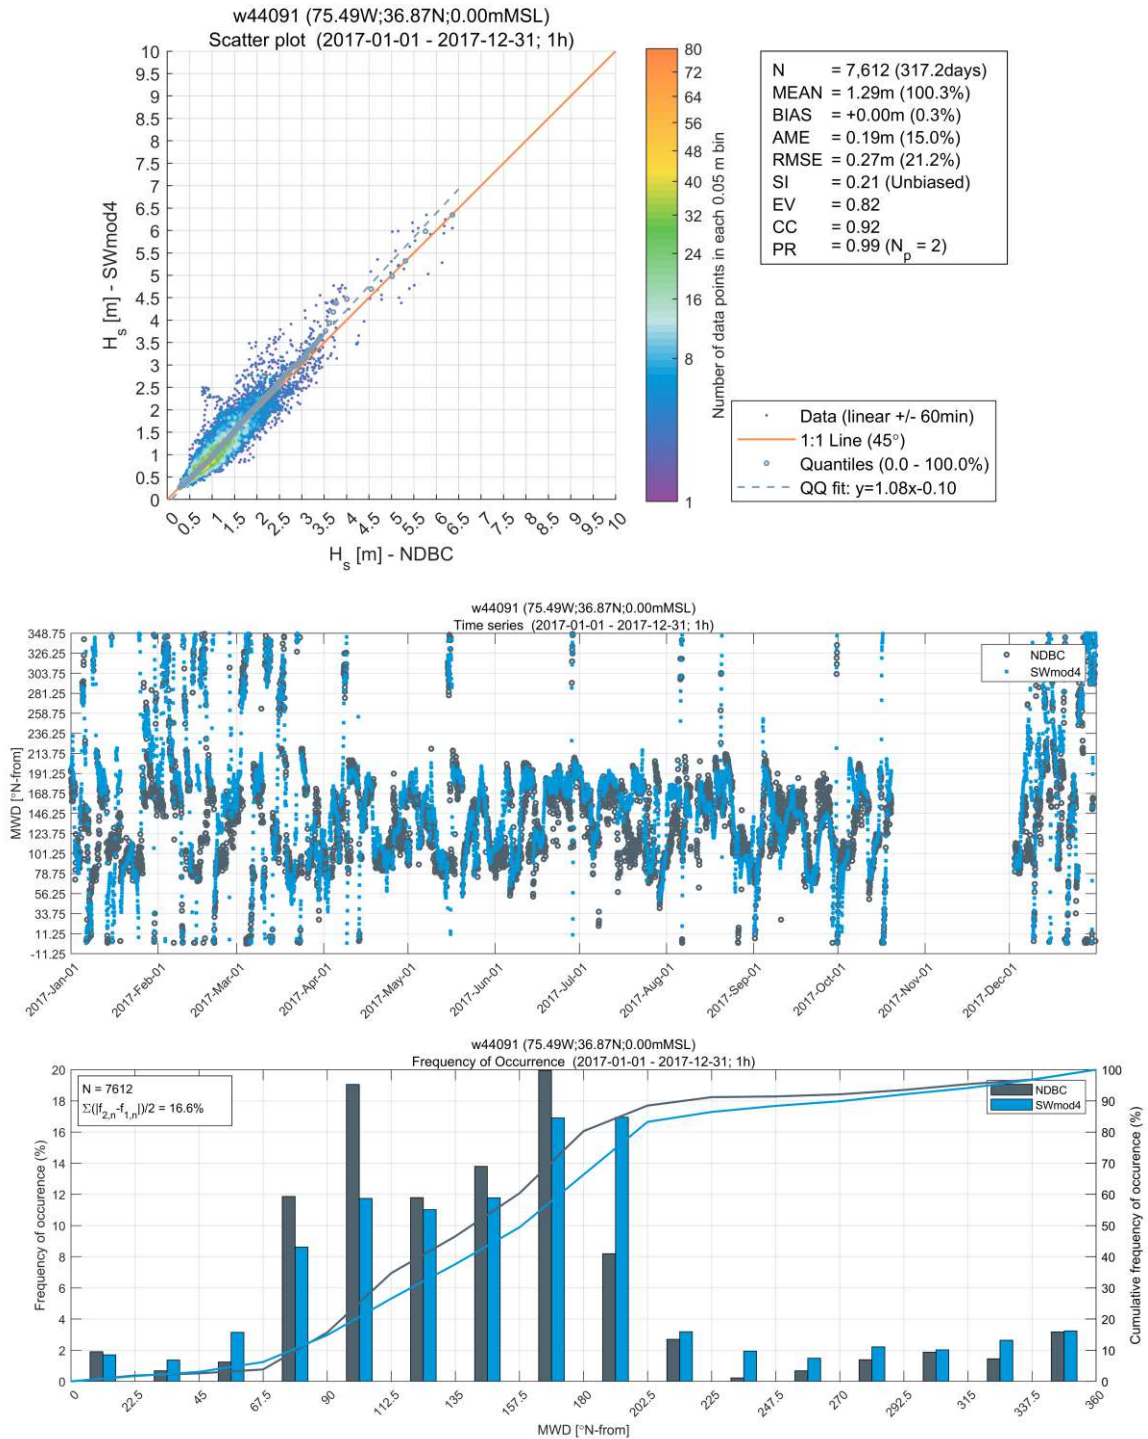 w44091 (75.49W;36.87N;0.00mMSL)
Scatter plot (2017-01-01 - 2017-12-31; 1h)
10
9.5
9
8.5
8
7.5
7
6.5
6
5.5
5
4.5
4
3.5
3
2.5
2
1.5
1
0.5
0
H_s [m] - SWmod4
0 0.5 1 1.5 2 2.5 3 3.5 4 4.5 5 5.5 6 6.5 7 7.5 8 8.5 9 9.5 10
H_s [m] - NDBC
80
72
64
56
48
40
32
24
16
8
1
Number of data points in each 0.05 m bin
N = 7,612 (317.2days)
MEAN = 1.29m (100.3%)
BIAS = +0.00m (0.3%)
AME = 0.19m (15.0%)
RMSE = 0.27m (21.2%)
SI = 0.21 (Unbiased)
EV = 0.82
CC = 0.92
PR = 0.99 (N_p = 2)
Data (linear +/- 60min)
1:1 Line (45°)
Quantiles (0.0 - 100.0%)
QQ fit: y=1.08x-0.10
w44091 (75.49W;36.87N;0.00mMSL)
Time series (2017-01-01 - 2017-12-31; 1h)
348.75
326.25
303.75
281.25
258.75
236.25
213.75
191.25
168.75
146.25
123.75
101.25
78.75
56.25
33.75
11.25
-11.25
MWD [°N-from]
NDBC
SWmod4
2017-Jan-01 2017-Feb-01 2017-Mar-01 2017-Apr-01 2017-May-01 2017-Jun-01 2017-Jul-01 2017-Aug-01 2017-Sep-01 2017-Oct-01 2017-Nov-01 2017-Dec-01
w44091 (75.49W;36.87N;0.00mMSL)
Frequency of Occurrence (2017-01-01 - 2017-12-31; 1h)
N = 7612
Σ(|f_2,n-f_1,n|)/2 = 16.6%
NDBC
SWmod4
20
18
16
14
12
10
8
6
4
2
0
Frequency of occurence (%)
100
90
80
70
60
50
40
30
20
10
0
Cumulative frequency of occurence (%)
0 22.5 45 67.5 90 112.5 135 157.5 180 202.5 225 247.5 270 292.5 315 337.5 360
MWD [°N-from]